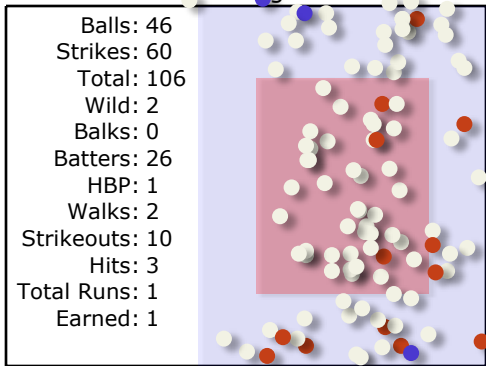 Balls: 46
Strikes: 60
Total: 106
Wild: 2
Balks: 0
Batters: 26
HBP: 1
Walks: 2
Strikeouts: 10
Hits: 3
Total Runs: 1
Earned: 1